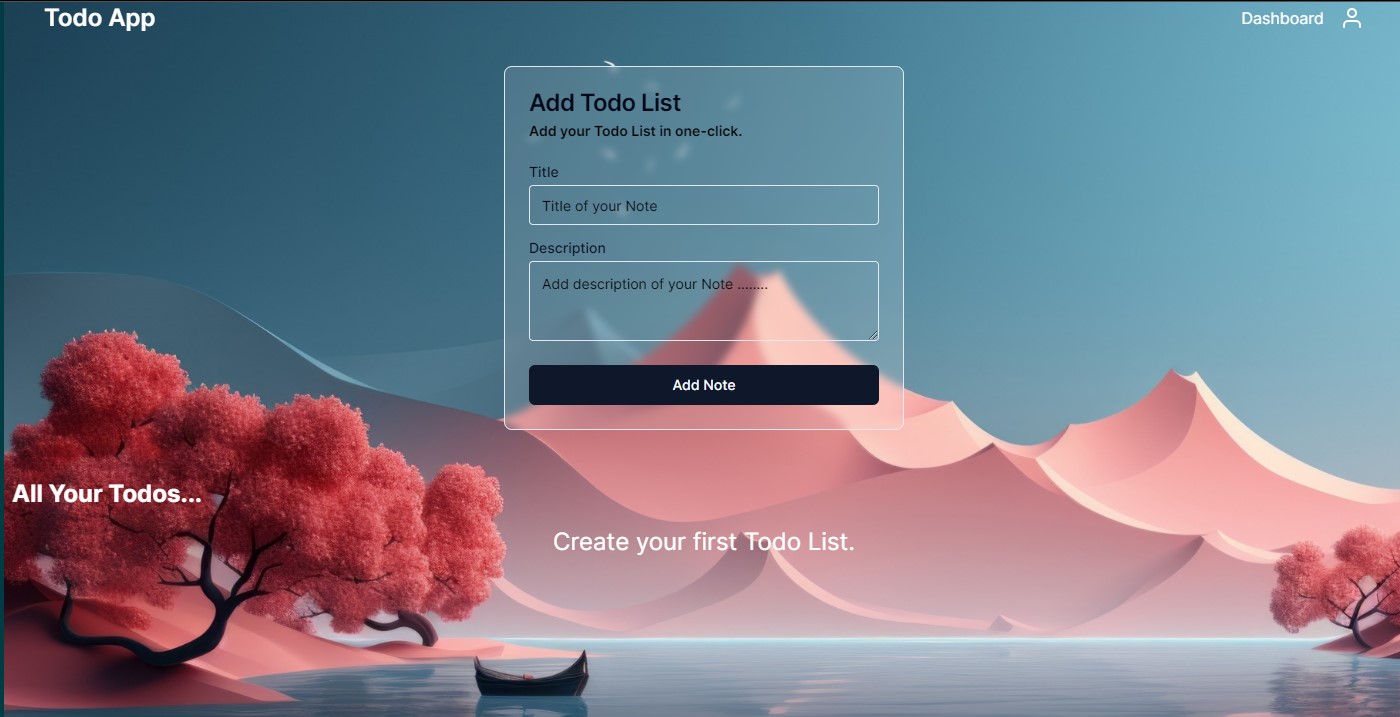 Todo App
Dashboard
Add Todo List
Add your Todo List in one-click.
Title
Title of your Note
Description
Add description of your Note ........
Add Note
All Your Todos...
Create your first Todo List.